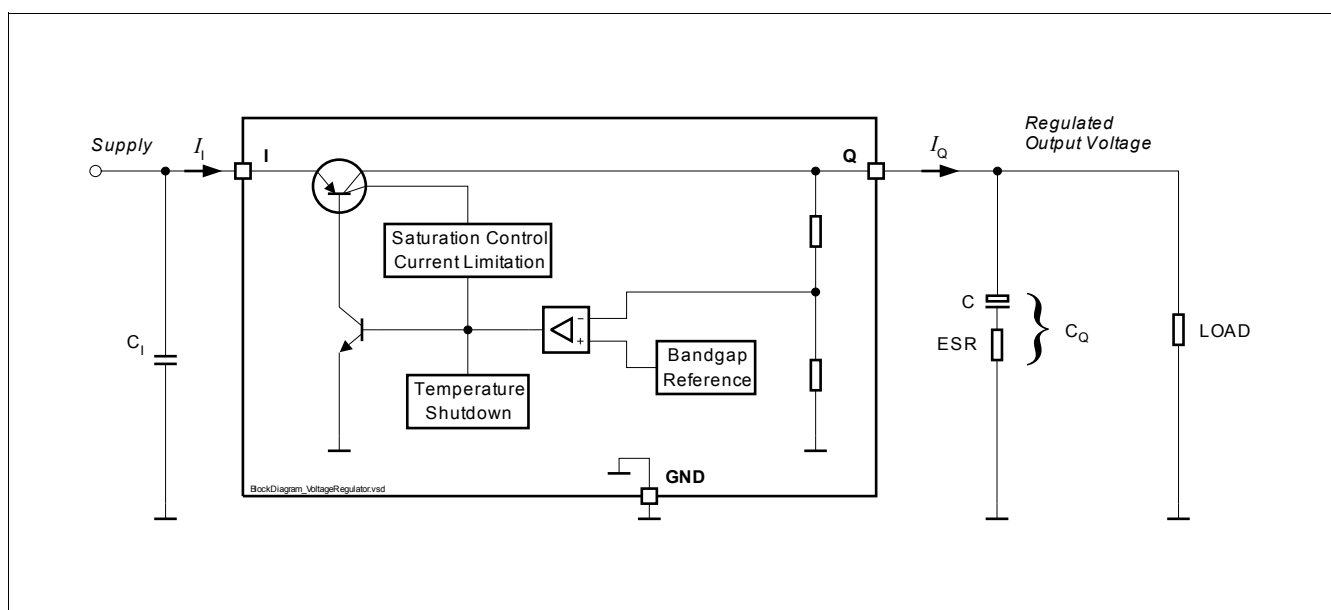 Supply
I_I
I
Q
I_Q
Regulated
Output Voltage
Saturation Control
Current Limitation
C_I
−
+
Bandgap
Reference
Temperature
Shutdown
C
ESR
C_Q
LOAD
GND
BlockDiagram_VoltageRegulator.vsd